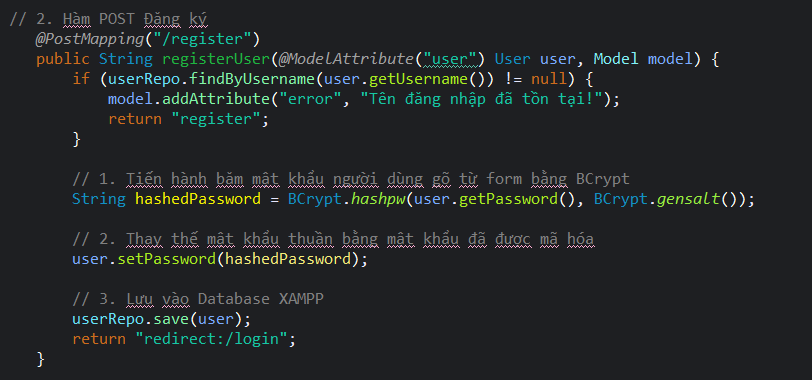 // 2. Hàm POST Đăng ký
@PostMapping("/register")
public String registerUser(@ModelAttribute("user") User user, Model model) {
if (userRepo.findByUsername(user.getUsername()) != null) {
model.addAttribute("error", "Tên đăng nhập đã tồn tại!");
return "register";
}
// 1. Tiến hành băm mật khẩu người dùng gõ từ form bằng BCrypt
String hashedPassword = BCrypt.hashpw(user.getPassword(), BCrypt.gensalt());
// 2. Thay thế mật khẩu thuần bằng mật khẩu đã được mã hóa
user.setPassword(hashedPassword);
// 3. Lưu vào Database XAMPP
userRepo.save(user);
return "redirect:/login";
}